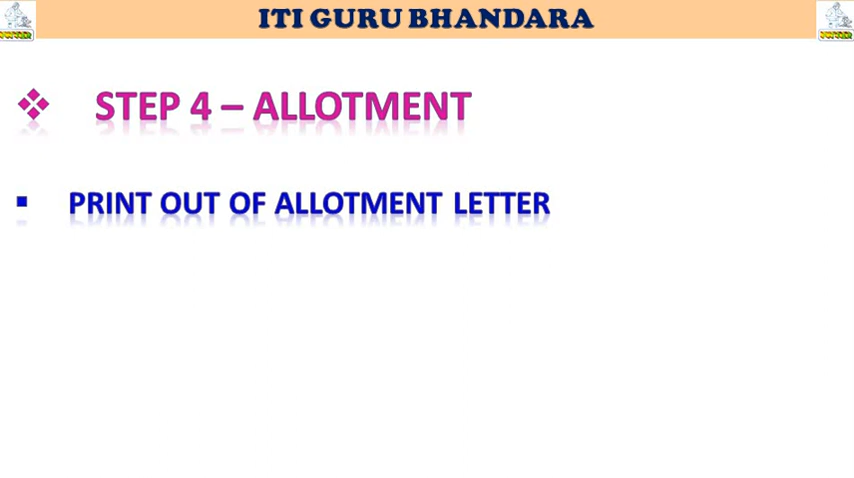 ITI GURU BHANDARA
❖ STEP 4 – ALLOTMENT
▪ PRINT OUT OF ALLOTMENT LETTER